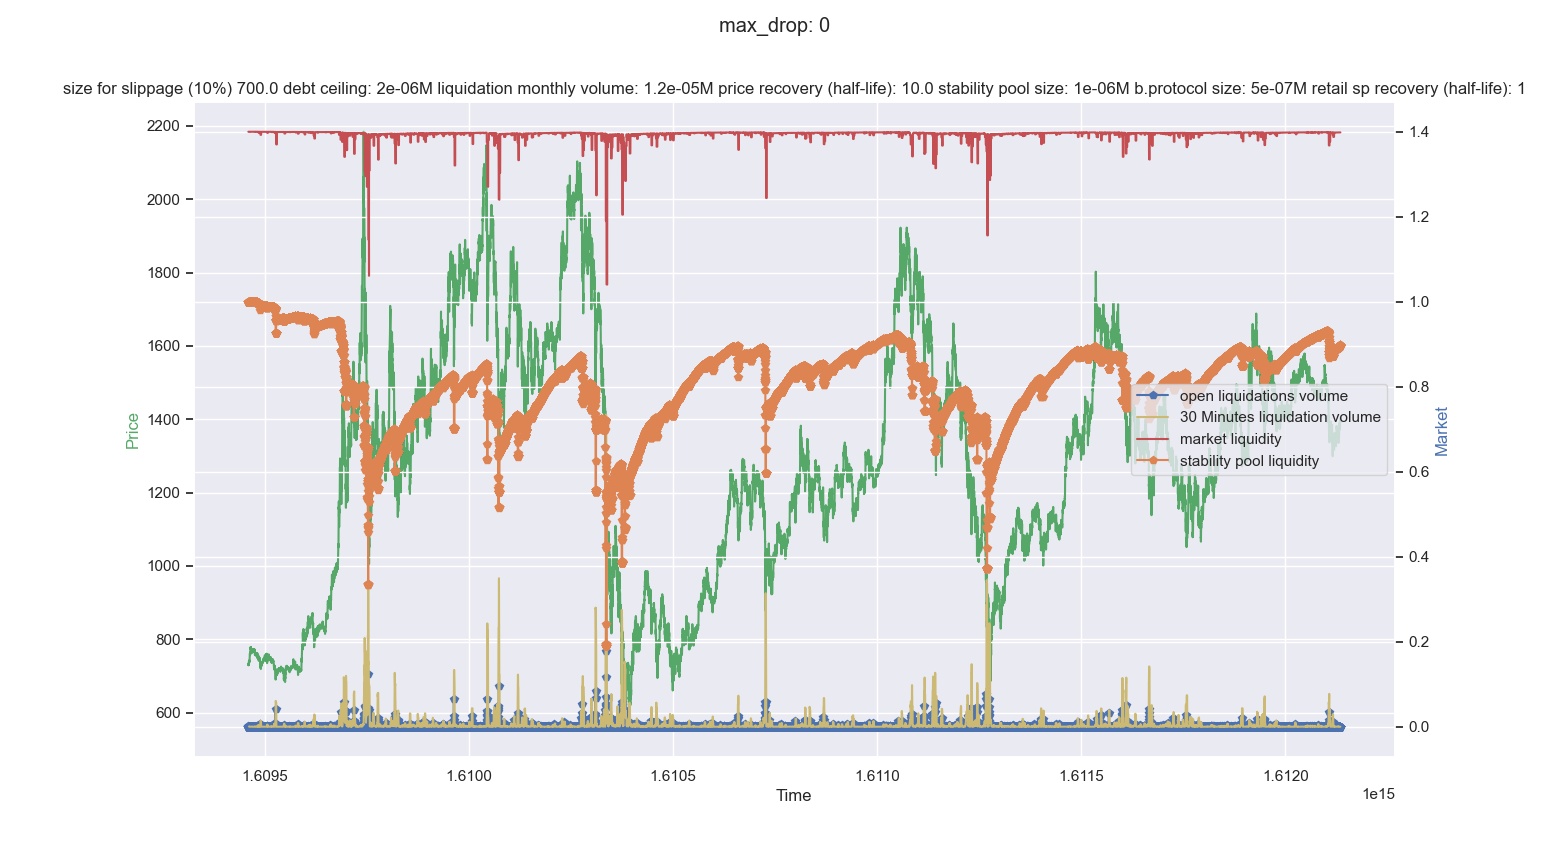 max_drop: 0
size for slippage (10%) 700.0 debt ceiling: 2e-06M liquidation monthly volume: 1.2e-05M price recovery (half-life): 10.0 stability pool size: 1e-06M b.protocol size: 5e-07M retail sp recovery (half-life): 1
2200
2000
1800
1600
1400
1200
1000
800
600
Price
1.4
1.2
1.0
0.8
0.6
0.4
0.2
0.0
Market
open liquidations volume
30 Minutes liquidation volume
market liquidity
stability pool liquidity
1.6095 1.6100 1.6105 1.6110 1.6115 1.6120
Time
1e15